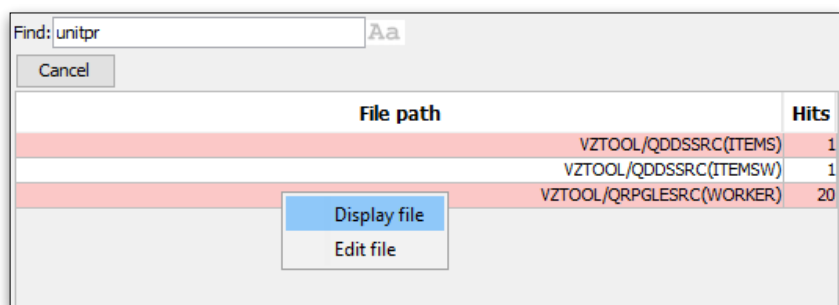 Find: unitpr Aa
Cancel
File path Hits
VZTOOL/QDDSSRC(ITEMS) 1
VZTOOL/QDDSSRC(ITEMSW) 1
VZTOOL/QRPGLESRC(WORKER) 20
Display file
Edit file